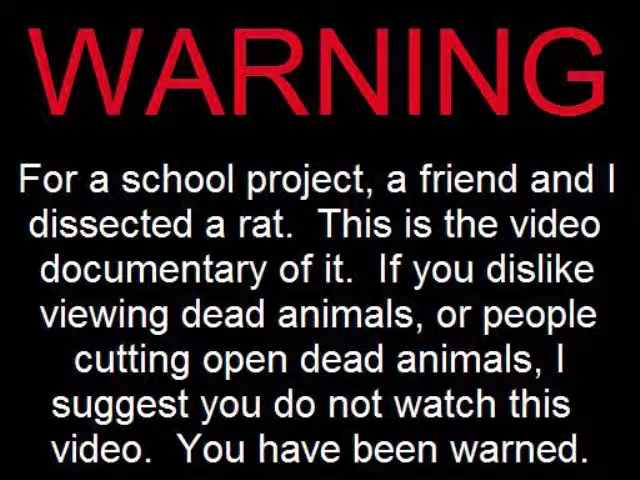 WARNING
For a school project, a friend and I
dissected a rat.  This is the video
documentary of it.  If you dislike
viewing dead animals, or people
cutting open dead animals, I
suggest you do not watch this
video.  You have been warned.